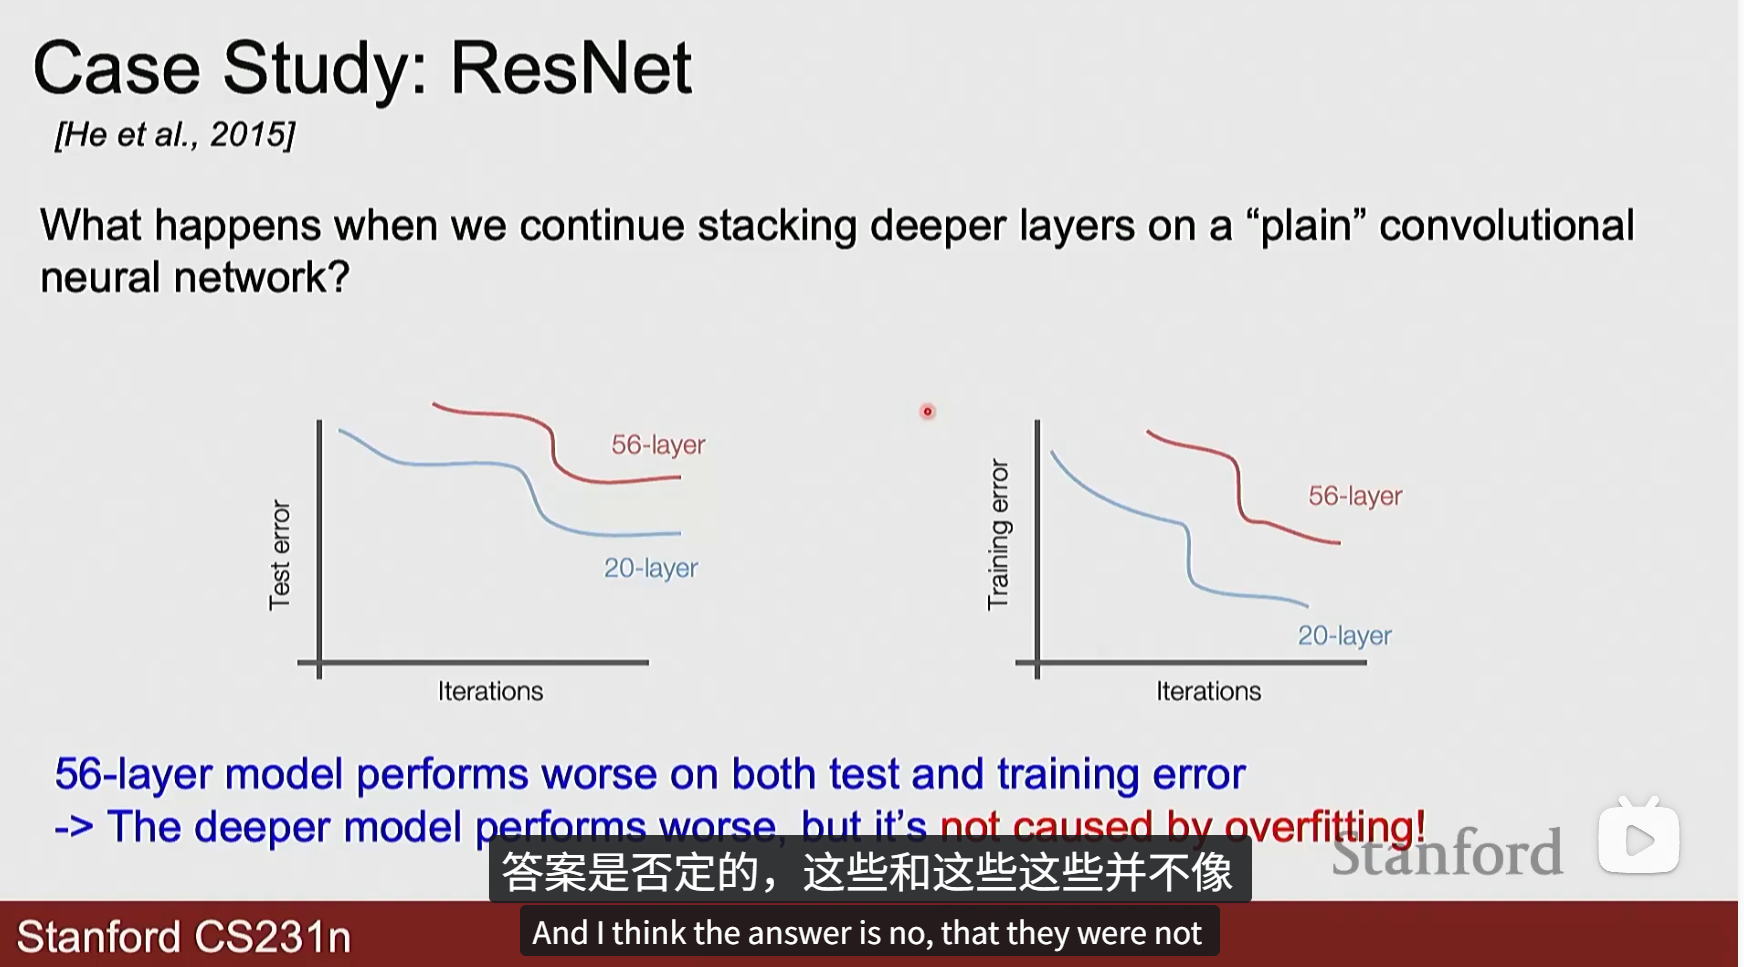 Case Study: ResNet
[He et al., 2015]
What happens when we continue stacking deeper layers on a “plain” convolutional
neural network?
56-layer
20-layer
Test error
Iterations
56-layer
20-layer
Training error
Iterations
56-layer model performs worse on both test and training error
-> The deeper model performs worse, but it’s not caused by overfitting!
Stanford
答案是否定的，这些和这些这些并不像
And I think the answer is no, that they were not
Stanford CS231n